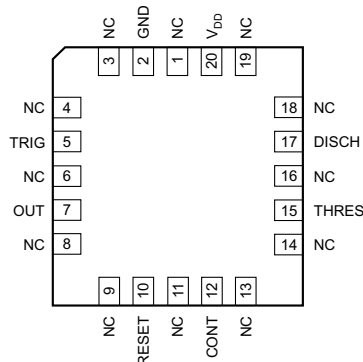 NC
GND
NC
V_DD
NC
3
2
1
20
19
NC 4
TRIG 5
NC 6
OUT 7
NC 8
18 NC
17 DISCH
16 NC
15 THRES
14 NC
9
10
11
12
13
NC
RESET
NC
CONT
NC